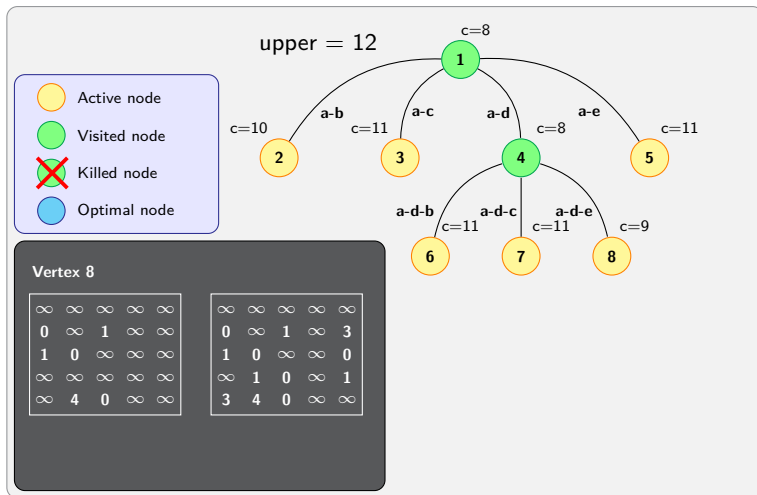 c=8
upper = 12
1
Active node
Visited node
Killed node
Optimal node
a-b
a-c
a-d
a-e
c=10
c=11
c=8
c=11
2
3
4
5
a-d-b
a-d-c
a-d-e
c=11
c=11
c=9
6
7
8
Vertex 8
∞ ∞ ∞ ∞ ∞
0 ∞ 1 ∞ ∞
1 0 ∞ ∞ ∞
∞ ∞ ∞ ∞ ∞
∞ 4 0 ∞ ∞
∞ ∞ ∞ ∞ ∞
0 ∞ 1 ∞ 3
1 0 ∞ ∞ 0
∞ 1 0 ∞ 1
3 4 0 ∞ ∞